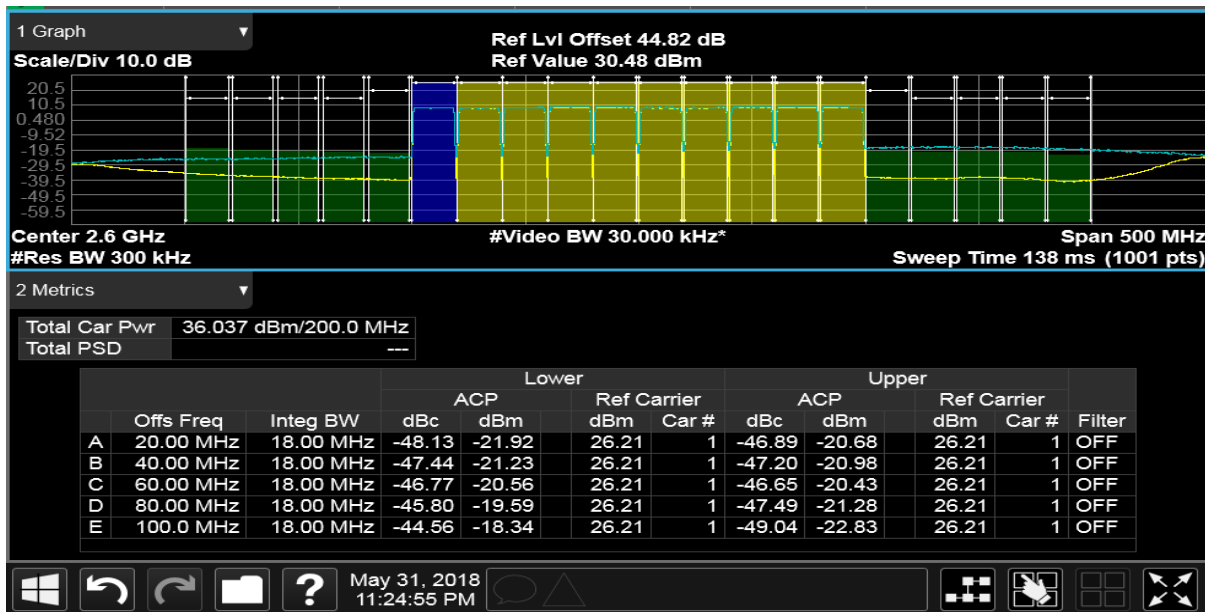 1 Graph
Ref Lvl Offset 44.82 dB
Scale/Div 10.0 dB
Ref Value 30.48 dBm
20.5
10.5
0.480
-9.52
-19.5
-29.5
-39.5
-49.5
-59.5
Center 2.6 GHz
#Video BW 30.000 kHz*
Span 500 MHz
#Res BW 300 kHz
Sweep Time 138 ms (1001 pts)
2 Metrics
Total Car Pwr 36.037 dBm/200.0 MHz
Total PSD ---
Lower Upper
ACP Ref Carrier ACP Ref Carrier
Offs Freq Integ BW dBc dBm dBm Car # dBc dBm dBm Car # Filter
A 20.00 MHz 18.00 MHz -48.13 -21.92 26.21 1 -46.89 -20.68 26.21 1 OFF
B 40.00 MHz 18.00 MHz -47.44 -21.23 26.21 1 -47.20 -20.98 26.21 1 OFF
C 60.00 MHz 18.00 MHz -46.77 -20.56 26.21 1 -46.65 -20.43 26.21 1 OFF
D 80.00 MHz 18.00 MHz -45.80 -19.59 26.21 1 -47.49 -21.28 26.21 1 OFF
E 100.0 MHz 18.00 MHz -44.56 -18.34 26.21 1 -49.04 -22.83 26.21 1 OFF
?
May 31, 2018
11:24:55 PM